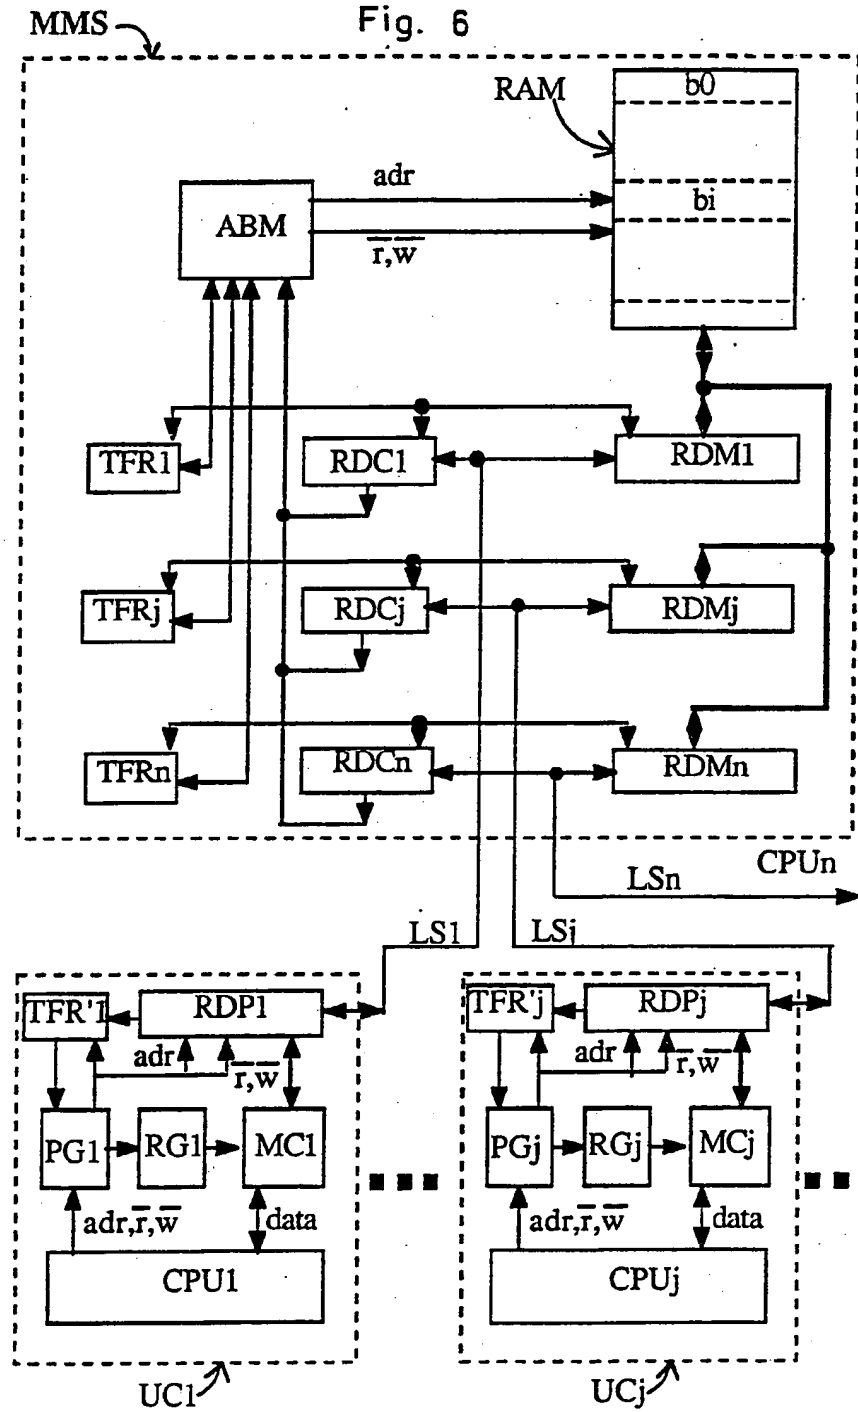 Fig. 6
MMS
RAM
b0
adr
bi
ABM
r̅,w̅
TFR1
RDC1
RDM1
TFRj
RDCj
RDMj
TFRn
RDCn
RDMn
CPUn
LSn
LS1
LSj
TFR'1
RDP1
adr
r̅,w̅
PG1
RG1
MC1
adr,r̅,w̅
data
CPU1
UC1
TFR'j
RDPj
adr
r̅,w̅
PGj
RGj
MCj
adr,r̅,w̅
data
CPUj
UCj